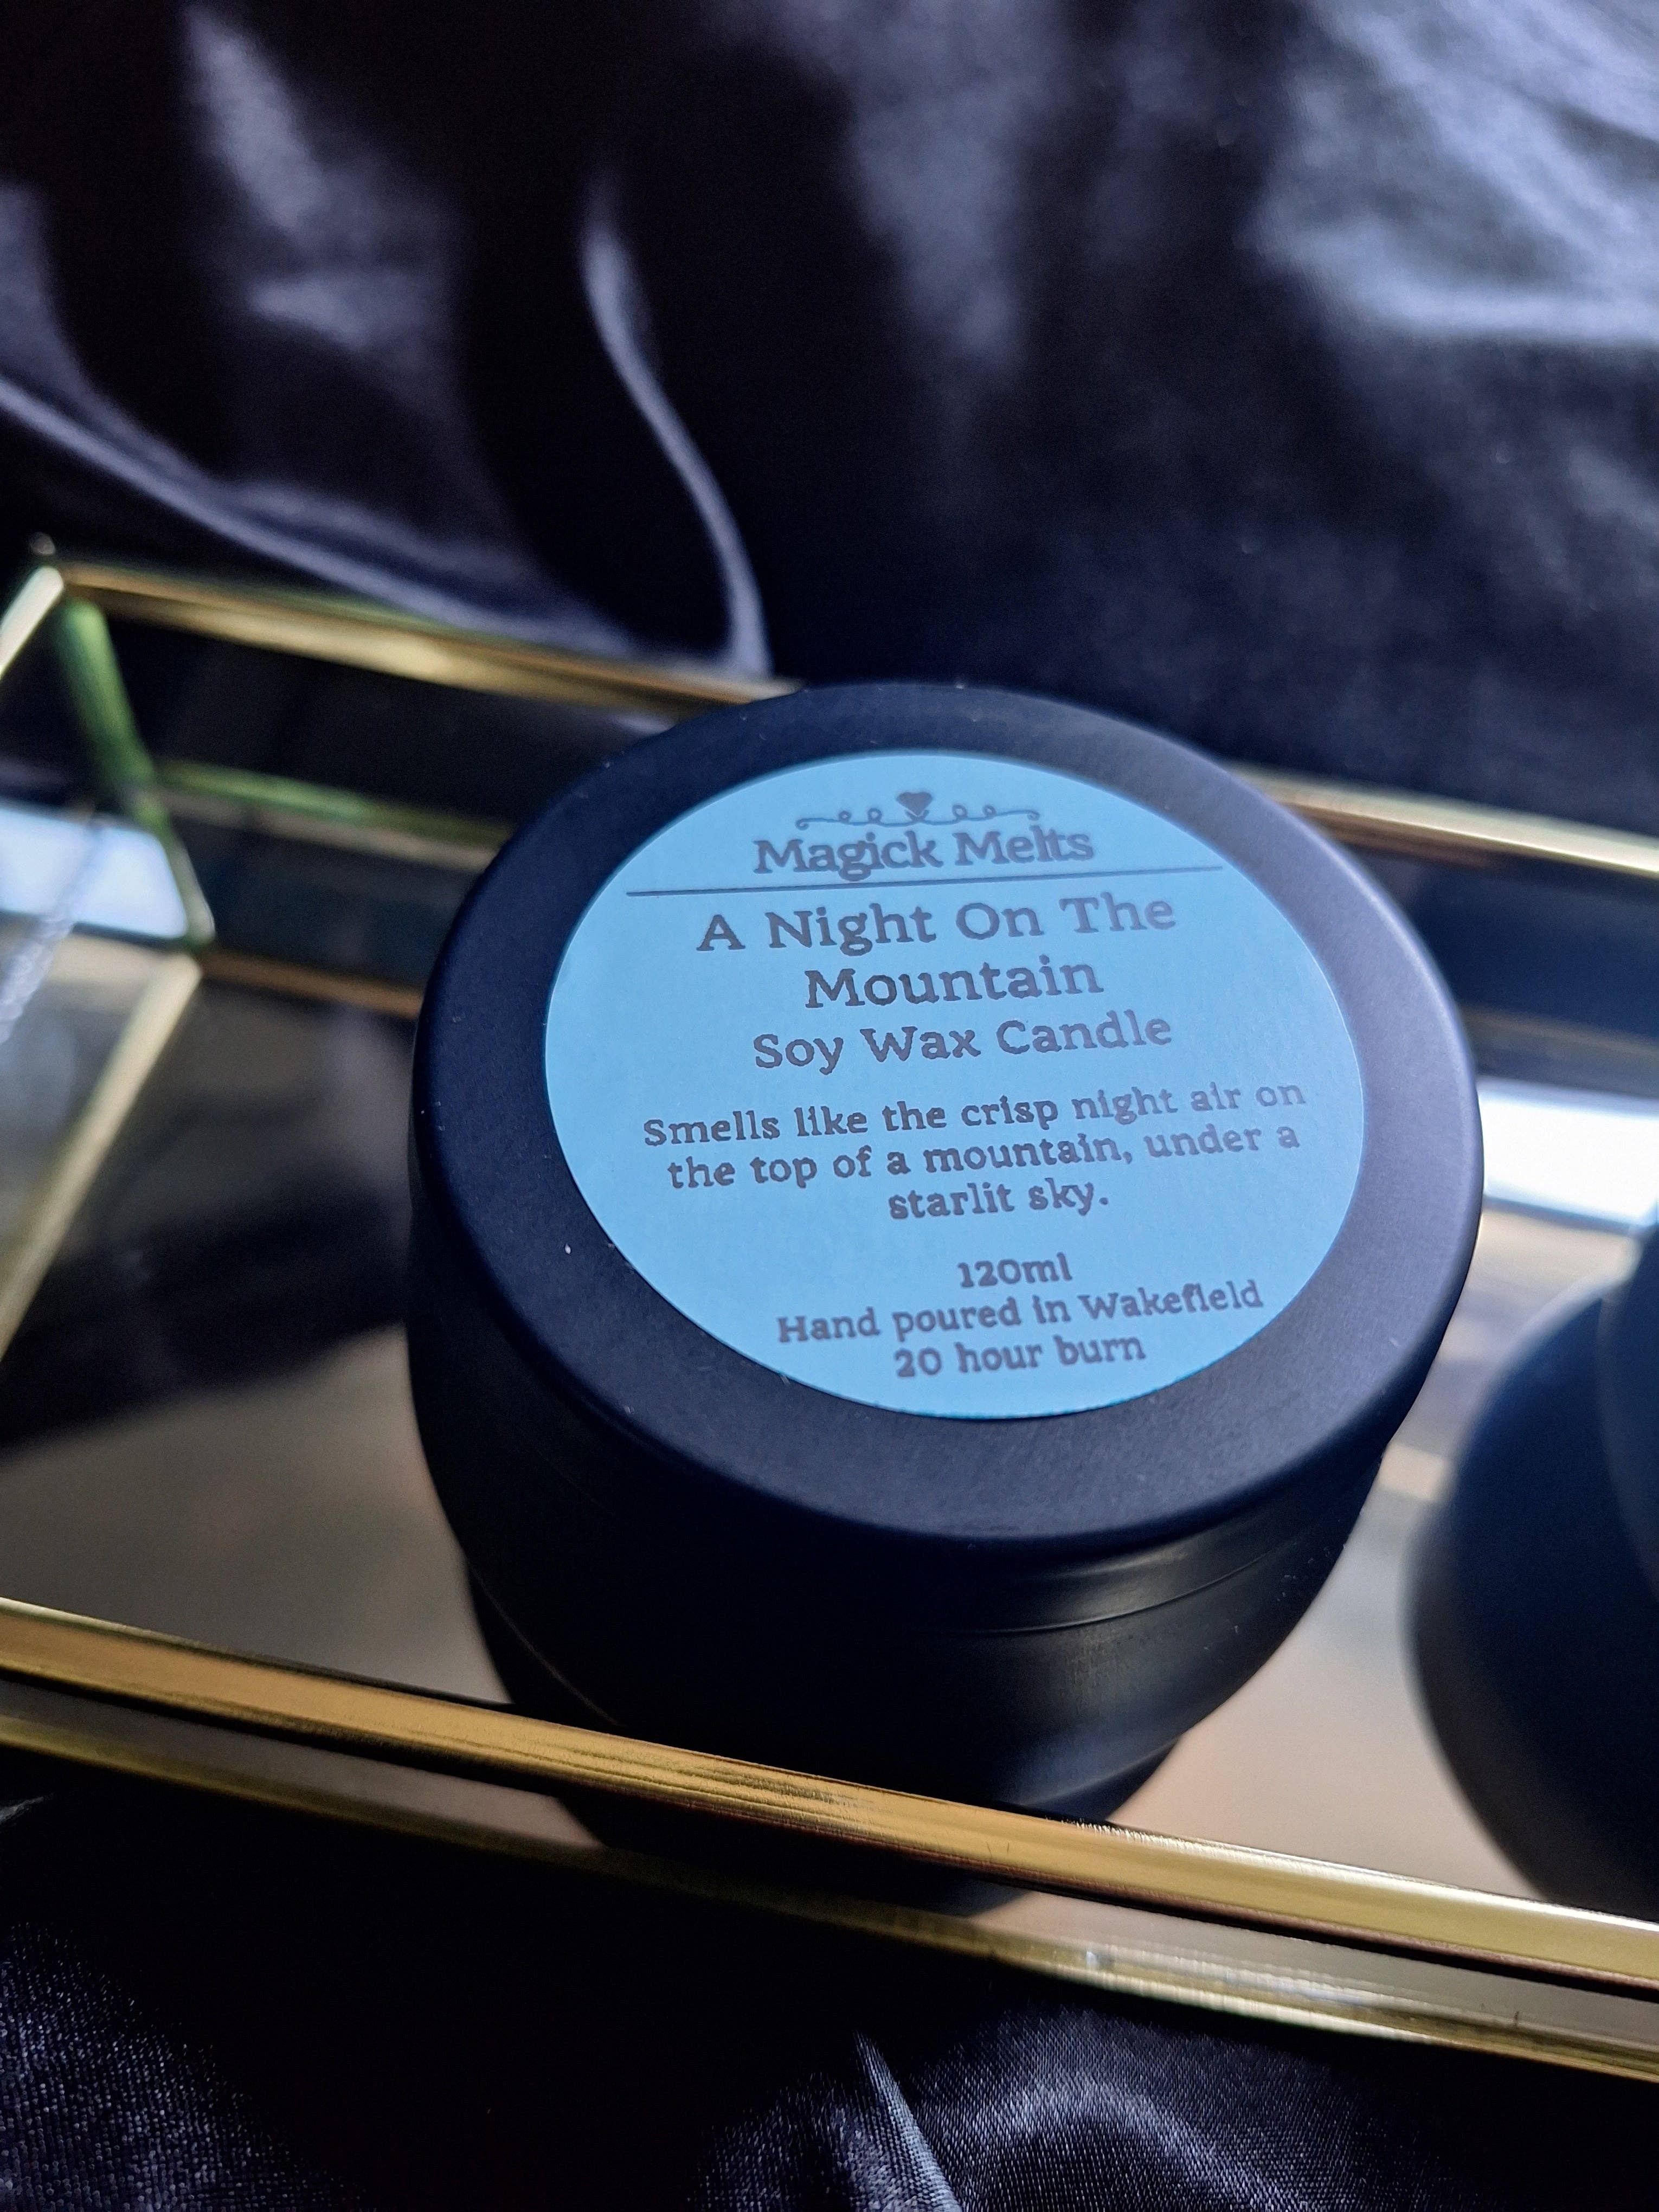 Magick Melts
A Night On The
Mountain
Soy Wax Candle
Smells like the crisp night air on
the top of a mountain, under a
starlit sky.
120ml
Hand poured in Wakefield
20 hour burn